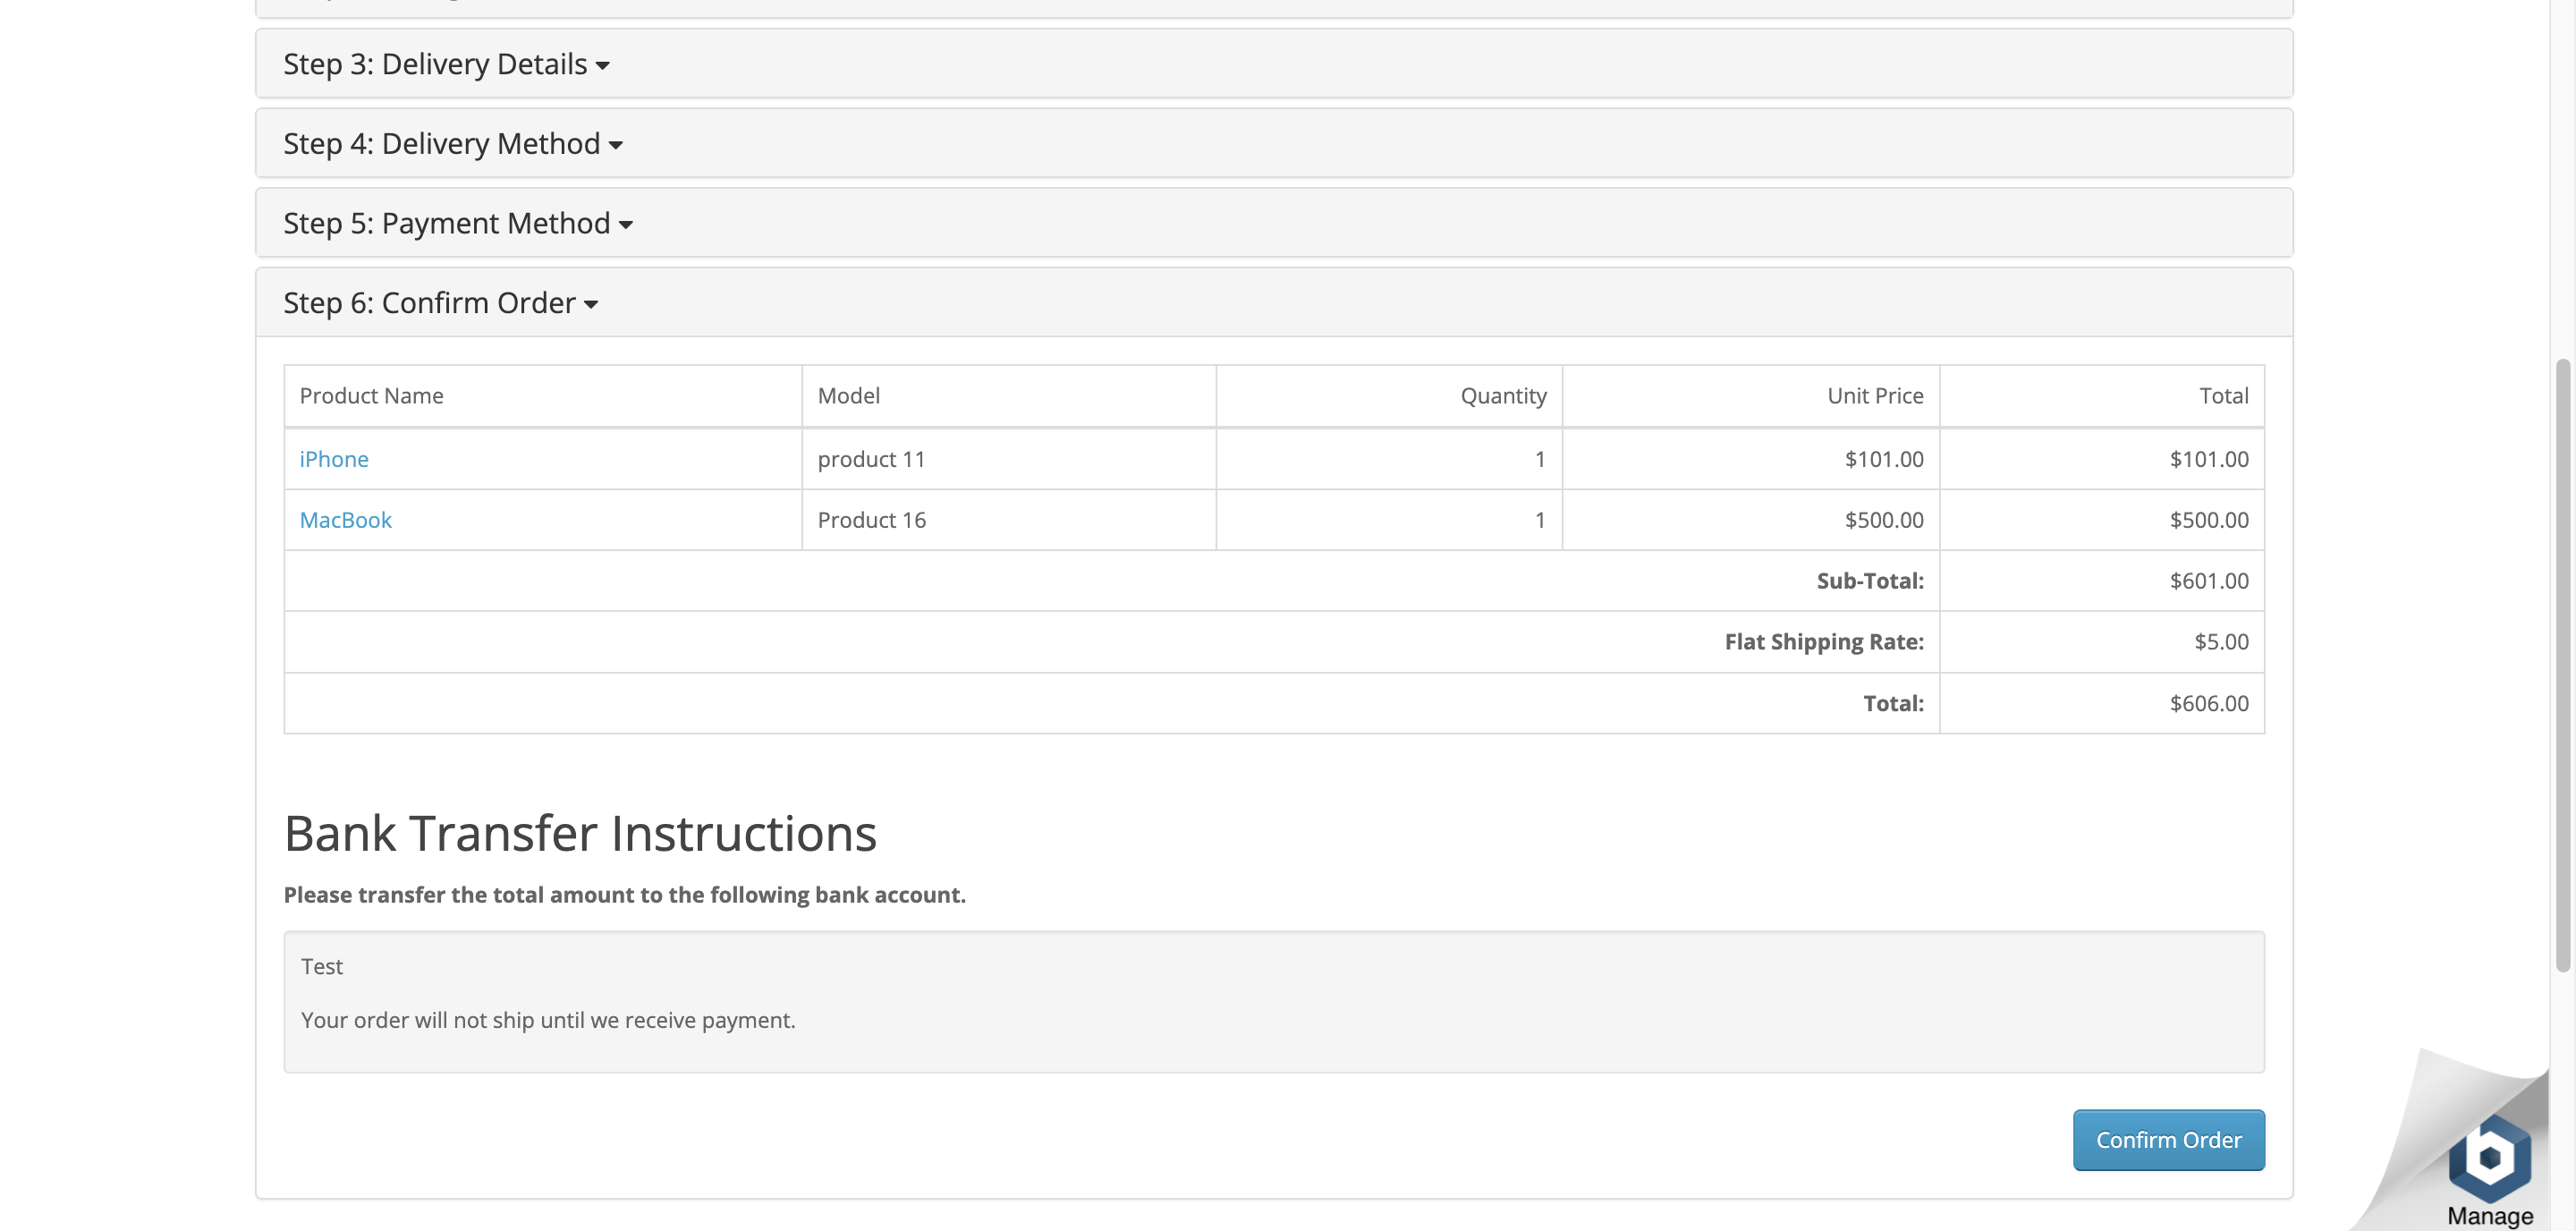 Step 3: Delivery Details
Step 4: Delivery Method
Step 5: Payment Method
Step 6: Confirm Order
Product Name Model Quantity Unit Price Total
iPhone product 11 1 $101.00 $101.00
MacBook Product 16 1 $500.00 $500.00
Sub-Total: $601.00
Flat Shipping Rate: $5.00
Total: $606.00
Bank Transfer Instructions
Please transfer the total amount to the following bank account.
Test
Your order will not ship until we receive payment.
Confirm Order
Manage